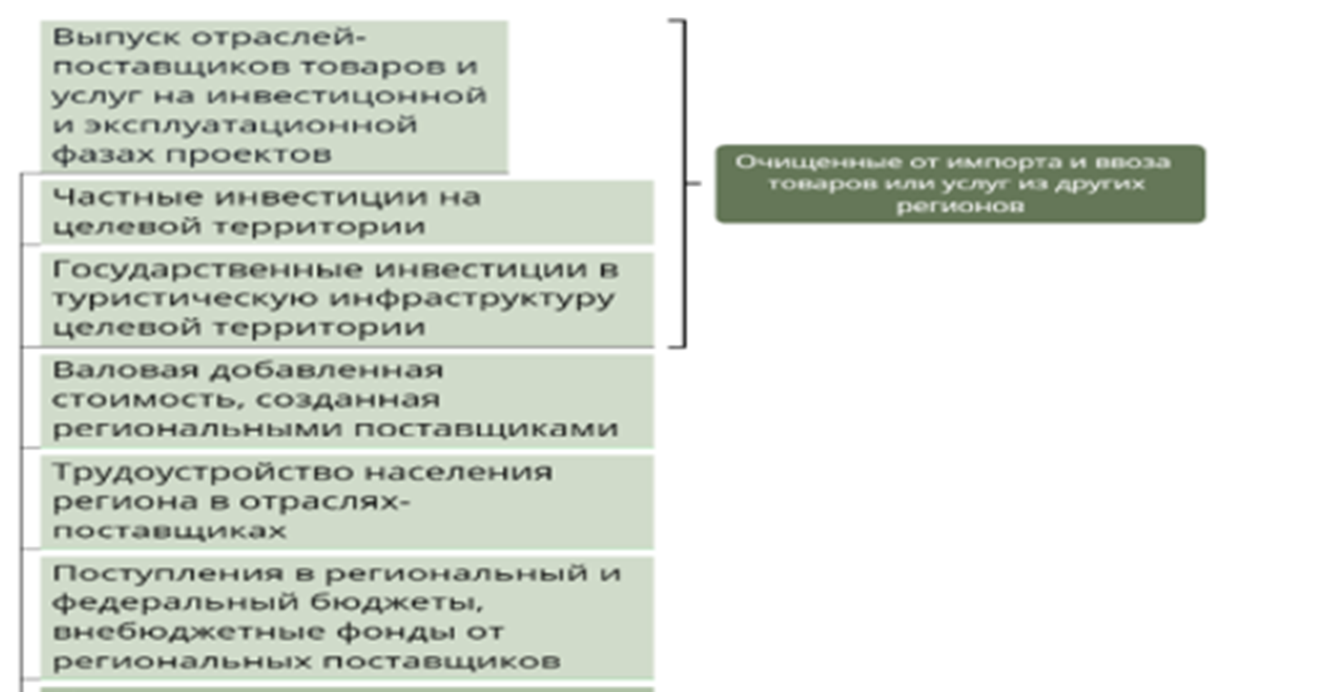 Выпуск отраслей-
поставщиков товаров и
услуг на инвестицонной
и эксплуатационной
фазах проектов
Частные инвестиции на
целевой территории
Государственные инвестиции в
туристическую инфраструктуру
целевой территории
Валовая добавленная
стоимость, созданная
региональными поставщиками
Трудоустройство населения
региона в отраслях-
поставщиках
Поступления в региональный и
федеральный бюджеты,
внебюджетные фонды от
региональных поставщиков
Очищенные от импорта и ввоза
товаров или услуг из других
регионов